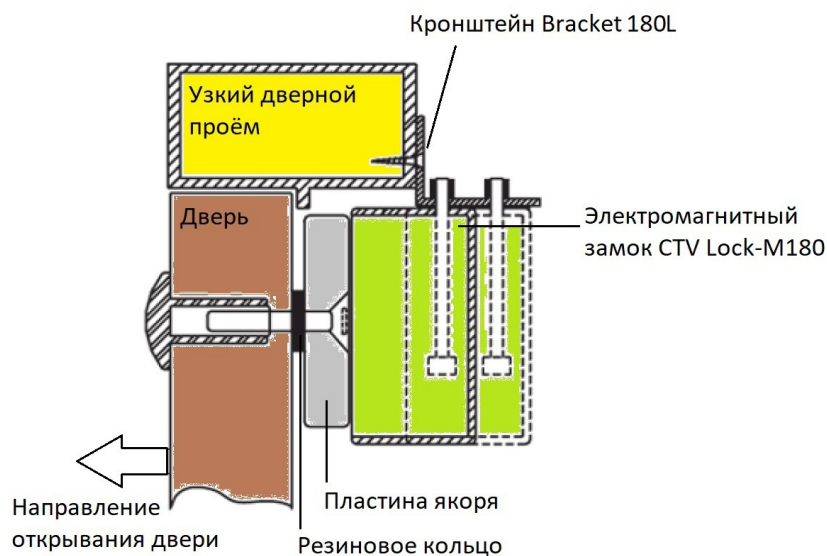 Кронштейн Bracket 180L
Узкий дверной
проём
Дверь
Электромагнитный
замок CTV Lock-M180
Направление
открывания двери
Пластина якоря
Резиновое кольцо